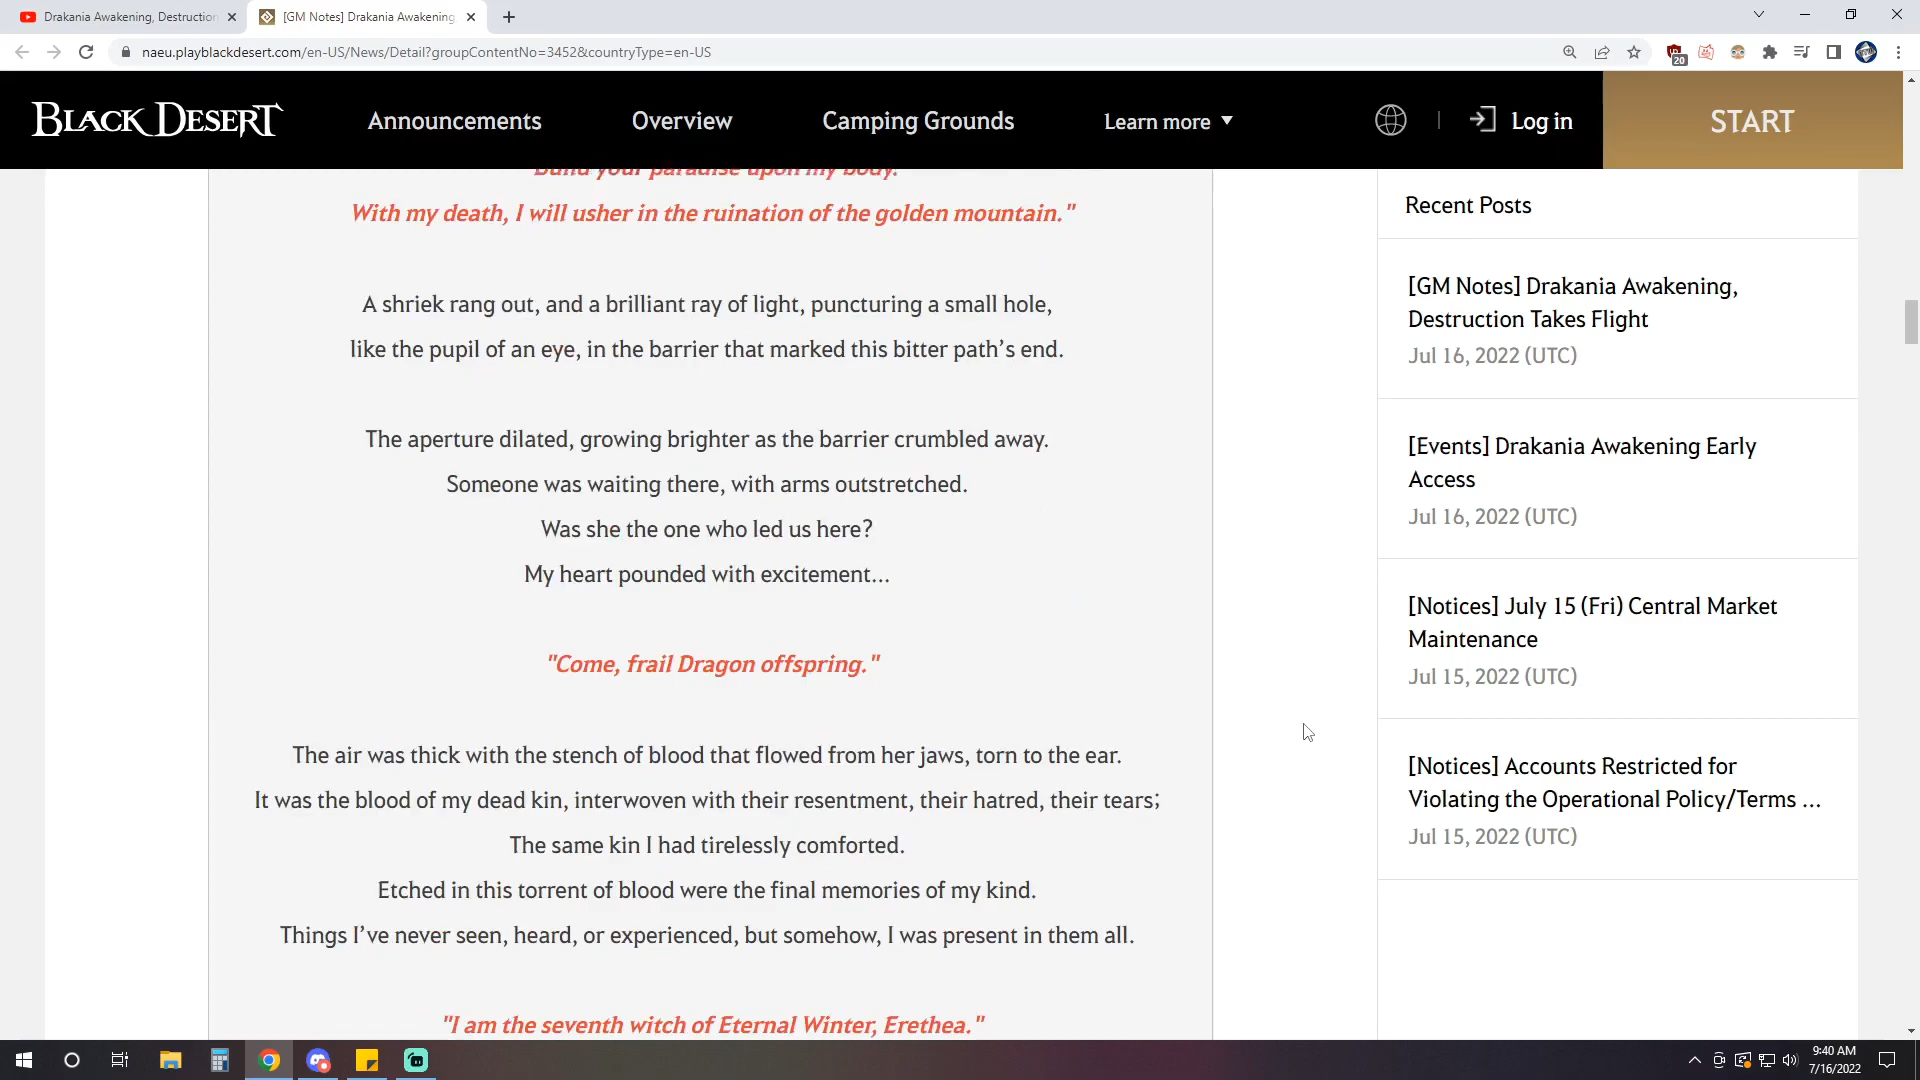 Drakania Awakening, Destruction
[GM Notes] Drakania Awakening,
naeu.playblackdesert.com/en-US/News/Detail?groupContentNo=3452&countryType=en-US
20
BLACK DESERT
Announcements
Overview
Camping Grounds
Learn more
Log in
START
"Build your paradise upon my body.
With my death, I will usher in the ruination of the golden mountain."
A shriek rang out, and a brilliant ray of light, puncturing a small hole,
like the pupil of an eye, in the barrier that marked this bitter path’s end.
The aperture dilated, growing brighter as the barrier crumbled away.
Someone was waiting there, with arms outstretched.
Was she the one who led us here?
My heart pounded with excitement...
"Come, frail Dragon offspring."
The air was thick with the stench of blood that flowed from her jaws, torn to the ear.
It was the blood of my dead kin, interwoven with their resentment, their hatred, their tears;
The same kin I had tirelessly comforted.
Etched in this torrent of blood were the final memories of my kind.
Things I’ve never seen, heard, or experienced, but somehow, I was present in them all.
"I am the seventh witch of Eternal Winter, Erethea."
Recent Posts
[GM Notes] Drakania Awakening,
Destruction Takes Flight
Jul 16, 2022 (UTC)
[Events] Drakania Awakening Early
Access
Jul 16, 2022 (UTC)
[Notices] July 15 (Fri) Central Market
Maintenance
Jul 15, 2022 (UTC)
[Notices] Accounts Restricted for
Violating the Operational Policy/Terms ...
Jul 15, 2022 (UTC)
9:40 AM
7/16/2022